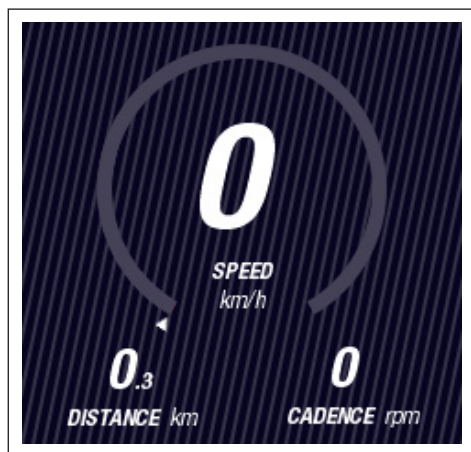 0
SPEED
km/h
0.3 0
DISTANCE km CADENCE rpm